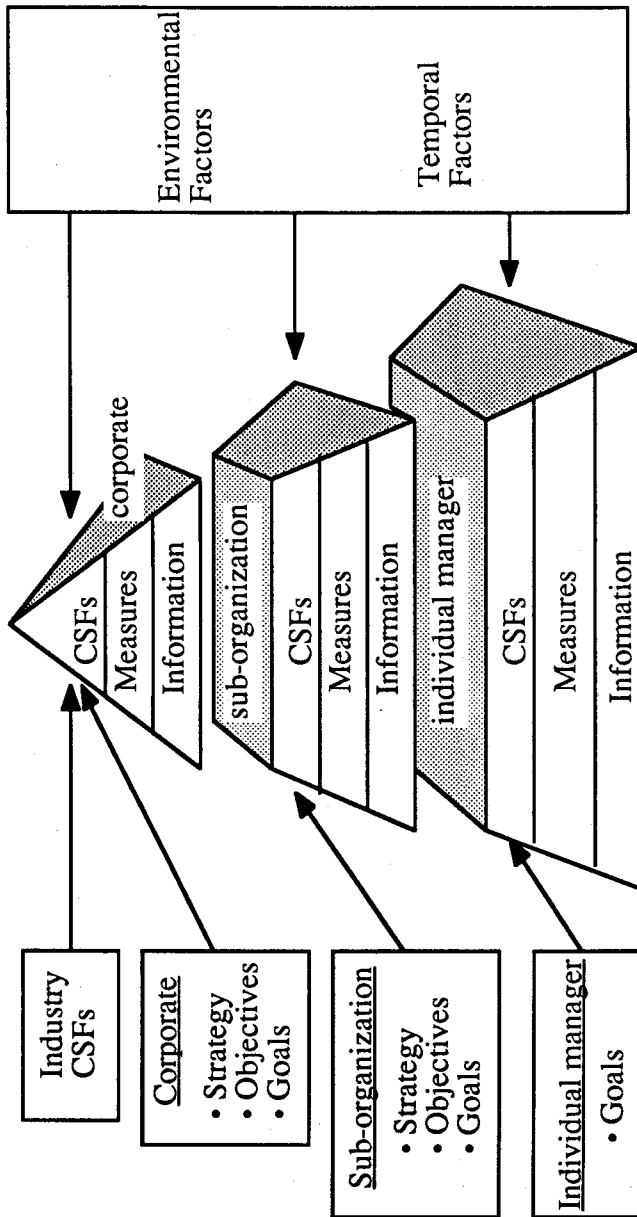 Industry
CSFs
Corporate
• Strategy
• Objectives
• Goals
Sub-organization
• Strategy
• Objectives
• Goals
Individual manager
• Goals
corporate
CSFs
Measures
Information
sub-organization
CSFs
Measures
Information
individual manager
CSFs
Measures
Information
Environmental
Factors
Temporal
Factors